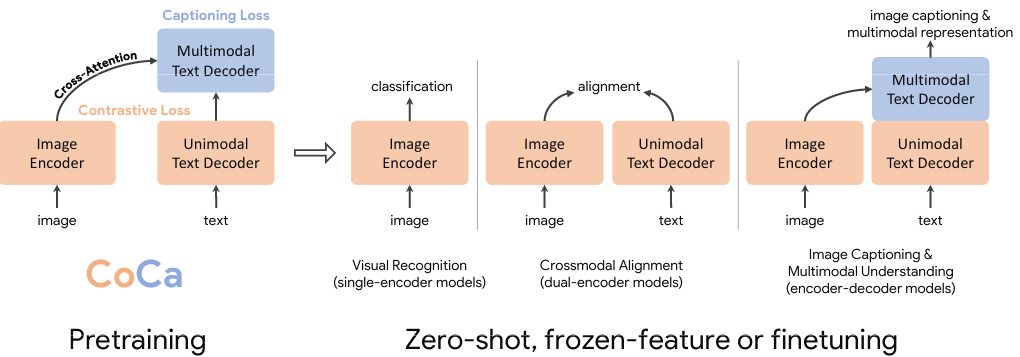 Captioning Loss
Multimodal
Text Decoder
Cross-Attention
Contrastive Loss
Image
Encoder
Unimodal
Text Decoder
image
text
CoCa
Pretraining
classification
Image
Encoder
image
Visual Recognition
(single-encoder models)
alignment
Image
Encoder
Unimodal
Text Decoder
image
text
Crossmodal Alignment
(dual-encoder models)
image captioning &
multimodal representation
Multimodal
Text Decoder
Image
Encoder
Unimodal
Text Decoder
image
text
Image Captioning &
Multimodal Understanding
(encoder-decoder models)
Zero-shot, frozen-feature or finetuning